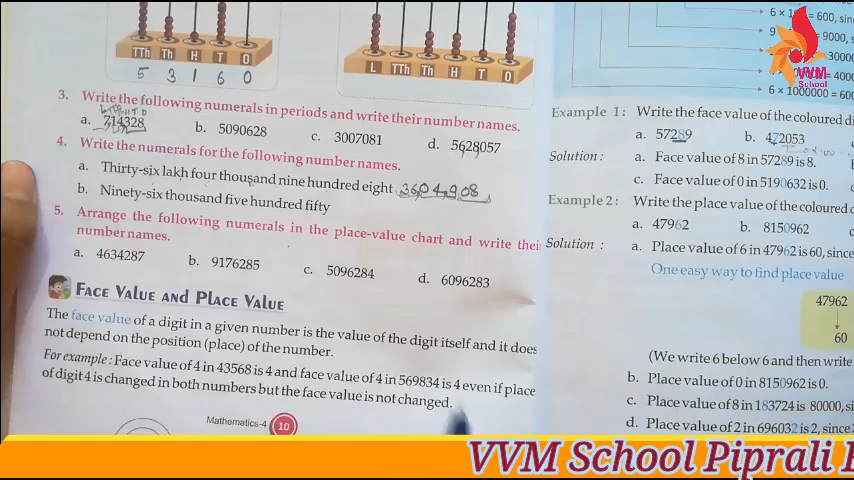 TTh Th H T O
5 3 1 6 0
L TTh Th H T O
3. Write the following numerals in periods and write their number names.
a. 714328 b. 5090628 c. 3007081 d. 5628057
4. Write the numerals for the following number names.
a. Thirty-six lakh four thousand nine hundred eight 36,04,908
b. Ninety-six thousand five hundred fifty
5. Arrange the following numerals in the place-value chart and write their
number names.
a. 4634287 b. 9176285 c. 5096284 d. 6096283
FACE VALUE AND PLACE VALUE
The face value of a digit in a given number is the value of the digit itself and it does
not depend on the position (place) of the number.
For example : Face value of 4 in 43568 is 4 and face value of 4 in 569834 is 4 even if place
of digit 4 is changed in both numbers but the face value is not changed.
Mathematics-4 10
= 600, sin
9000, s
30000
= 4000
6 × 1000000 = 600
VVM
School
Example 1: Write the face value of the coloured
a. 57289 b. 472053
Solution : a. Face value of 8 in 57289 is 8.
c. Face value of 0 in 5190632 is 0.
Example 2: Write the place value of the coloured
a. 47962 b. 8150962
Solution : a. Place value of 6 in 47962 is 60, since
One easy way to find place value
47962
60
(We write 6 below 6 and then write
b. Place value of 0 in 8150962 is 0.
c. Place value of 8 in 183724 is 80000, si
d. Place value of 2 in 696032 is 2, since
VVM School Piprali